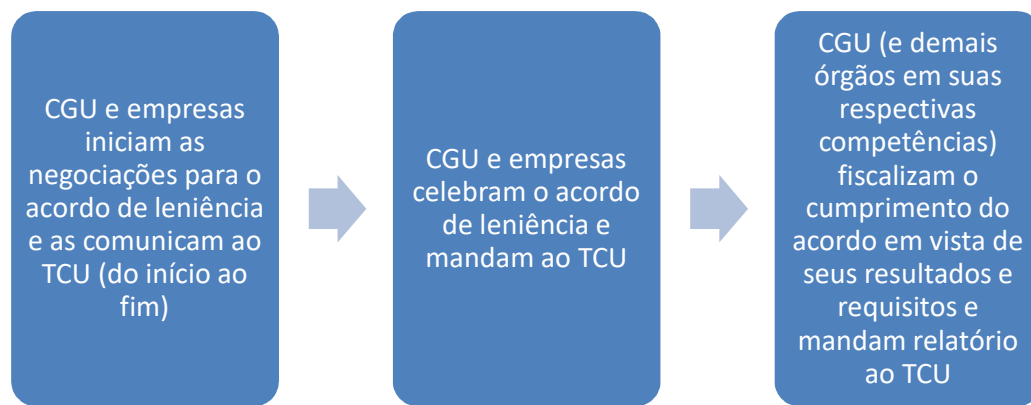 CGU e empresas
iniciam as
negociações para o
acordo de leniência
e as comunicam ao
TCU (do início ao
fim)
CGU e empresas
celebram o acordo
de leniência e
mandam ao TCU
CGU (e demais
órgãos em suas
respectivas
competências)
fiscalizam o
cumprimento do
acordo em vista de
seus resultados e
requisitos e
mandam relatório
ao TCU